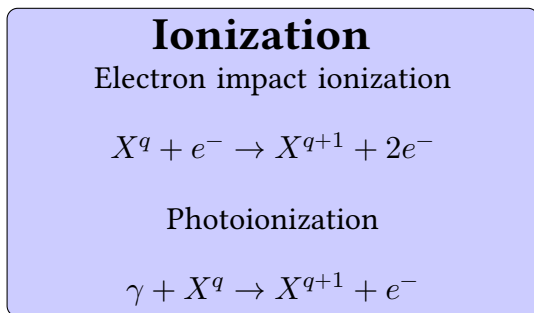 Ionization
Electron impact ionization
X^q + e^- → X^{q+1} + 2e^-
Photoionization
γ + X^q → X^{q+1} + e^-